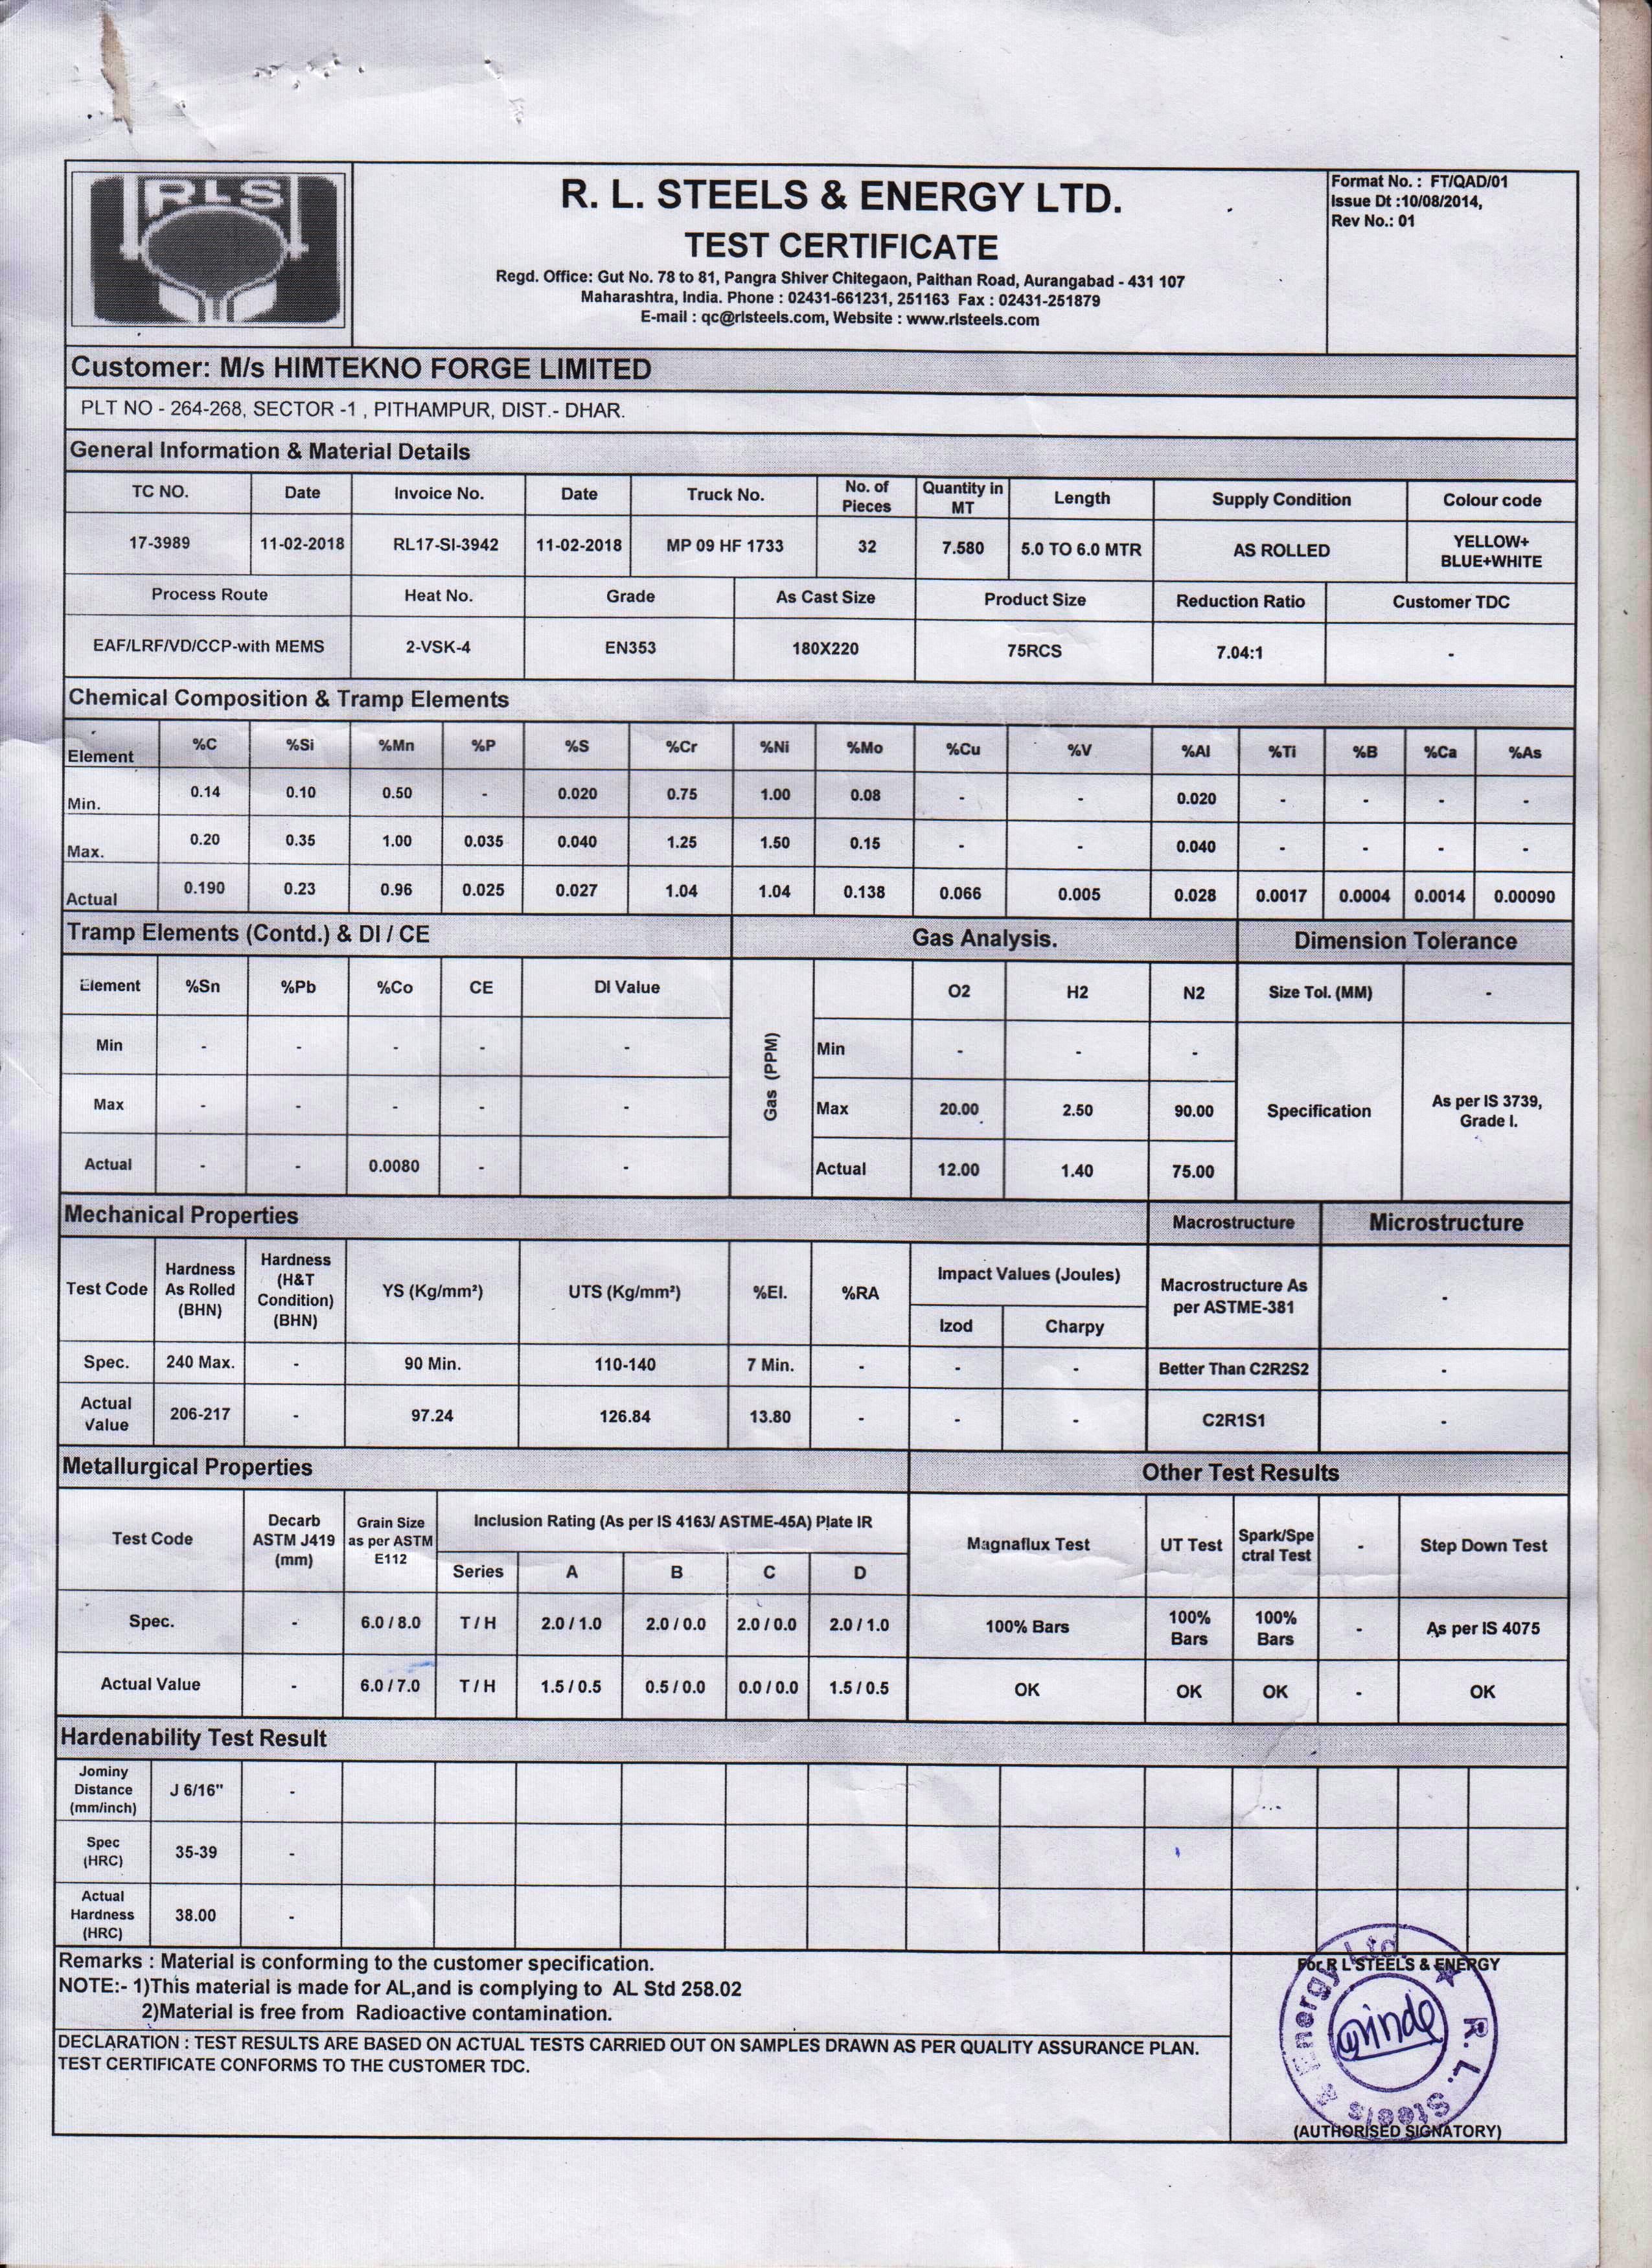 RLS
R. L. STEELS & ENERGY LTD.
TEST CERTIFICATE
Regd. Office: Gut No. 78 to 81, Pangra Shiver Chitegaon, Paithan Road, Aurangabad - 431 107
Maharashtra, India. Phone : 02431-661231, 251163 Fax : 02431-251879
E-mail : qc@rlsteels.com, Website : www.rlsteels.com
Format No. : FT/QAD/01
Issue Dt :10/08/2014,
Rev No.: 01
Customer: M/s HIMTEKNO FORGE LIMITED
PLT NO - 264-268, SECTOR -1 , PITHAMPUR, DIST.- DHAR.
General Information & Material Details
TC NO. Date Invoice No. Date Truck No. No. of Pieces Quantity in MT Length Supply Condition Colour code
17-3989 11-02-2018 RL17-SI-3942 11-02-2018 MP 09 HF 1733 32 7.580 5.0 TO 6.0 MTR AS ROLLED YELLOW+ BLUE+WHITE
Process Route Heat No. Grade As Cast Size Product Size Reduction Ratio Customer TDC
EAF/LRF/VD/CCP-with MEMS 2-VSK-4 EN353 180X220 75RCS 7.04:1 -
Chemical Composition & Tramp Elements
Element %C %Si %Mn %P %S %Cr %Ni %Mo %Cu %V %Al %Ti %B %Ca %As
Min. 0.14 0.10 0.50 - 0.020 0.75 1.00 0.08 - - 0.020 - - - -
Max. 0.20 0.35 1.00 0.035 0.040 1.25 1.50 0.15 - - 0.040 - - - -
Actual 0.190 0.23 0.96 0.025 0.027 1.04 1.04 0.138 0.066 0.005 0.028 0.0017 0.0004 0.0014 0.00090
Tramp Elements (Contd.) & DI / CE Gas Analysis. Dimension Tolerance
Element %Sn %Pb %Co CE DI Value Gas (PPM) O2 H2 N2 Size Tol. (MM) -
Min - - - - - Min - - -
Max - - - - - Max 20.00 2.50 90.00 Specification As per IS 3739, Grade I.
Actual - - 0.0080 - - Actual 12.00 1.40 75.00
Mechanical Properties Macrostructure Microstructure
Test Code Hardness As Rolled (BHN) Hardness (H&T Condition) (BHN) YS (Kg/mm²) UTS (Kg/mm²) %El. %RA Impact Values (Joules) Macrostructure As per ASTME-381 -
Izod Charpy
Spec. 240 Max. - 90 Min. 110-140 7 Min. - - - Better Than C2R2S2 -
Actual Value 206-217 - 97.24 126.84 13.80 - - - C2R1S1 -
Metallurgical Properties Other Test Results
Test Code Decarb ASTM J419 (mm) Grain Size as per ASTM E112 Inclusion Rating (As per IS 4163/ ASTME-45A) Plate IR Magnaflux Test UT Test Spark/Spe ctral Test - Step Down Test
Series A B C D
Spec. - 6.0 / 8.0 T / H 2.0 / 1.0 2.0 / 0.0 2.0 / 0.0 2.0 / 1.0 100% Bars 100% Bars 100% Bars - As per IS 4075
Actual Value - 6.0 / 7.0 T / H 1.5 / 0.5 0.5 / 0.0 0.0 / 0.0 1.5 / 0.5 OK OK OK - OK
Hardenability Test Result
Jominy Distance (mm/inch) J 6/16" -
Spec (HRC) 35-39 -
Actual Hardness (HRC) 38.00 -
Remarks : Material is conforming to the customer specification.
NOTE:- 1)This material is made for AL,and is complying to AL Std 258.02
2)Material is free from Radioactive contamination.
DECLARATION : TEST RESULTS ARE BASED ON ACTUAL TESTS CARRIED OUT ON SAMPLES DRAWN AS PER QUALITY ASSURANCE PLAN.
TEST CERTIFICATE CONFORMS TO THE CUSTOMER TDC.
For R L STEELS & ENERGY
R. L. Steels & Energy Ltd.
(AUTHORISED SIGNATORY)